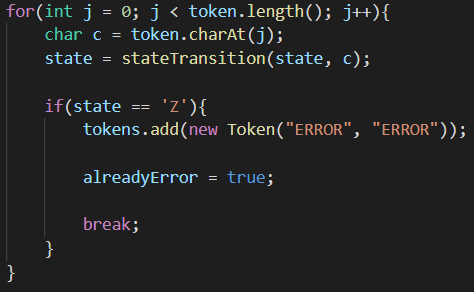 for(int j = 0; j < token.length(); j++){
char c = token.charAt(j);
state = stateTransition(state, c);
if(state == 'Z'){
tokens.add(new Token("ERROR", "ERROR"));
alreadyError = true;
break;
}
}